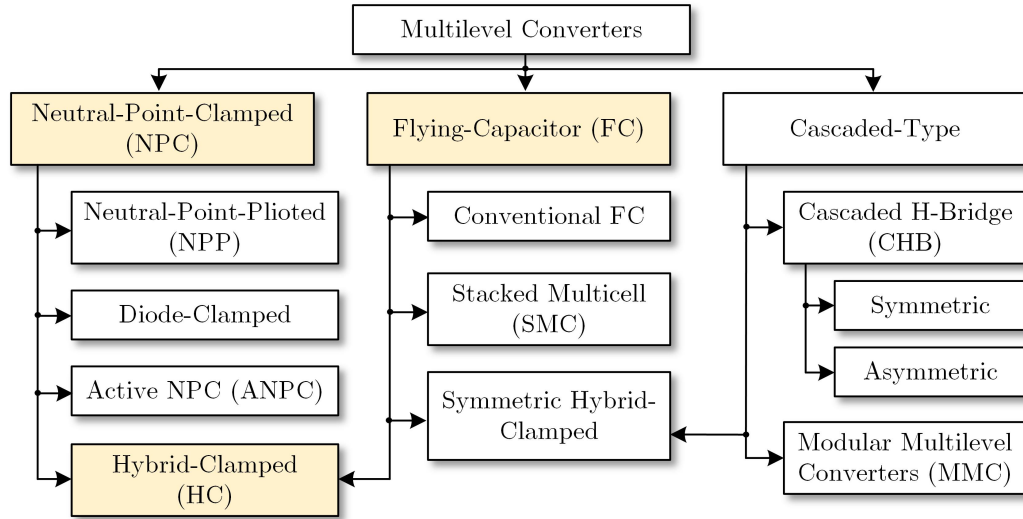 Multilevel Converters
Neutral-Point-Clamped
(NPC)
Neutral-Point-Plioted
(NPP)
Diode-Clamped
Active NPC (ANPC)
Hybrid-Clamped
(HC)
Flying-Capacitor (FC)
Conventional FC
Stacked Multicell
(SMC)
Symmetric Hybrid-
Clamped
Cascaded-Type
Cascaded H-Bridge
(CHB)
Symmetric
Asymmetric
Modular Multilevel
Converters (MMC)